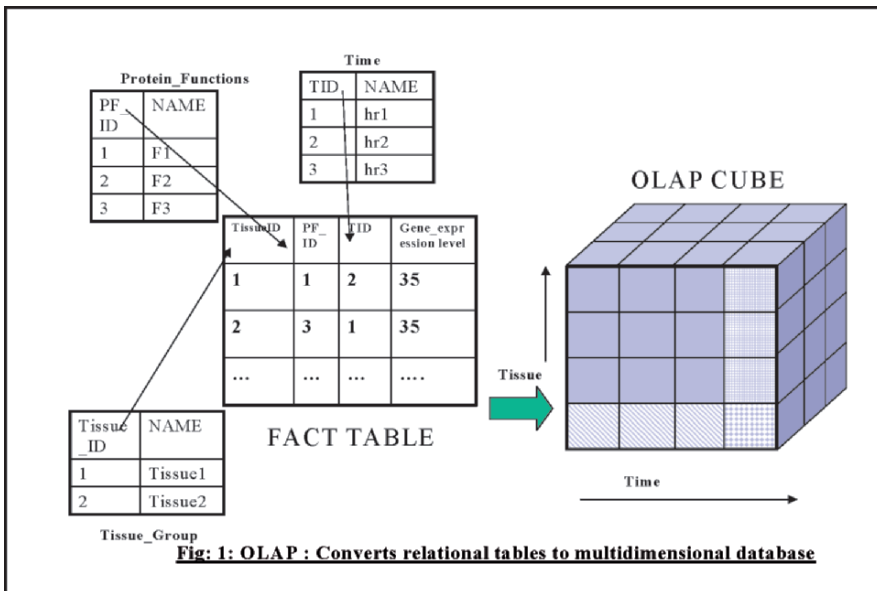 Time
Protein_Functions
TID NAME
1 hr1
2 hr2
3 hr3
PF_
ID NAME
1 F1
2 F2
3 F3
OLAP CUBE
TissueID PF_
ID TID Gene_expr
ession level
1 1 2 35
2 3 1 35
... ... ... ....
FACT TABLE
Tissue
Time
Tissue
_ID NAME
1 Tissue1
2 Tissue2
Tissue_Group
Fig: 1: OLAP : Converts relational tables to multidimensional database